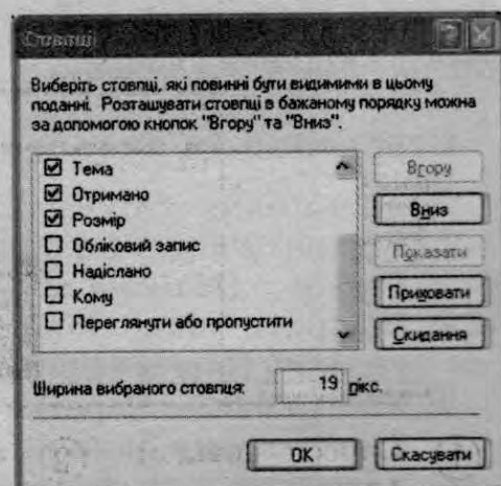 Стовпці
Виберіть стовпці, які повинні бути видимими в цьому
поданні. Розташувати стовпці в бажаному порядку можна
за допомогою кнопок "Вгору" та "Вниз".
Тема
Отримано
Розмір
Обліковий запис
Надіслано
Кому
Переглянути або пропустити
Вгору
Вниз
Показати
Приховати
Скидання
Ширина вибраного стовпця: 19 пікс.
ОК Скасувати